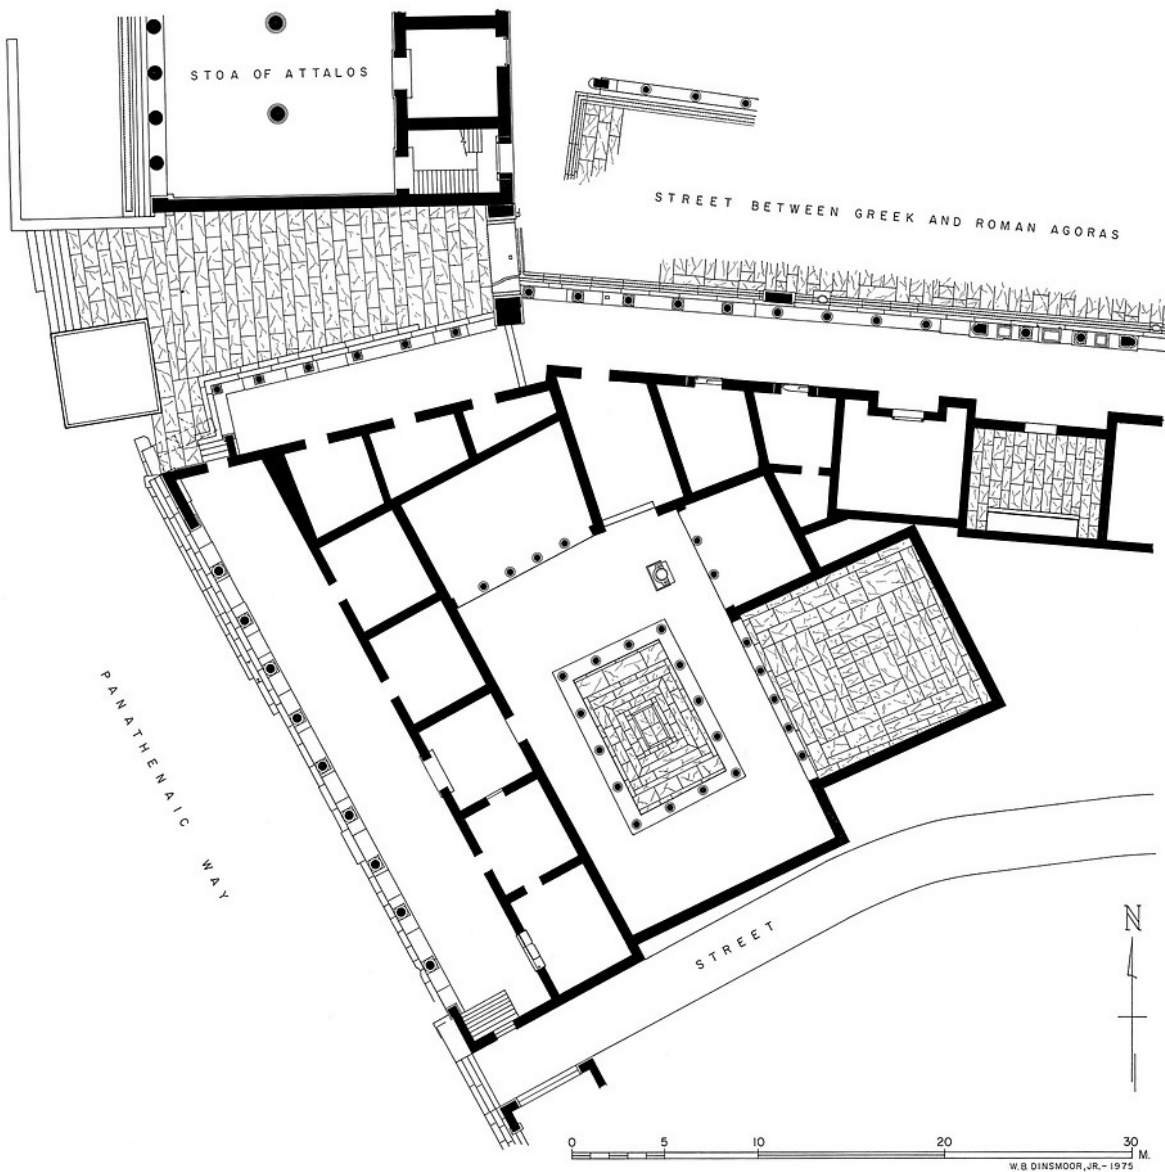 STOA OF ATTALOS
STREET BETWEEN GREEK AND ROMAN AGORAS
PANATHENAIC WAY
STREET
N
0 5 10 20 30 M.
W.B. DINSMOOR, JR. - 1975